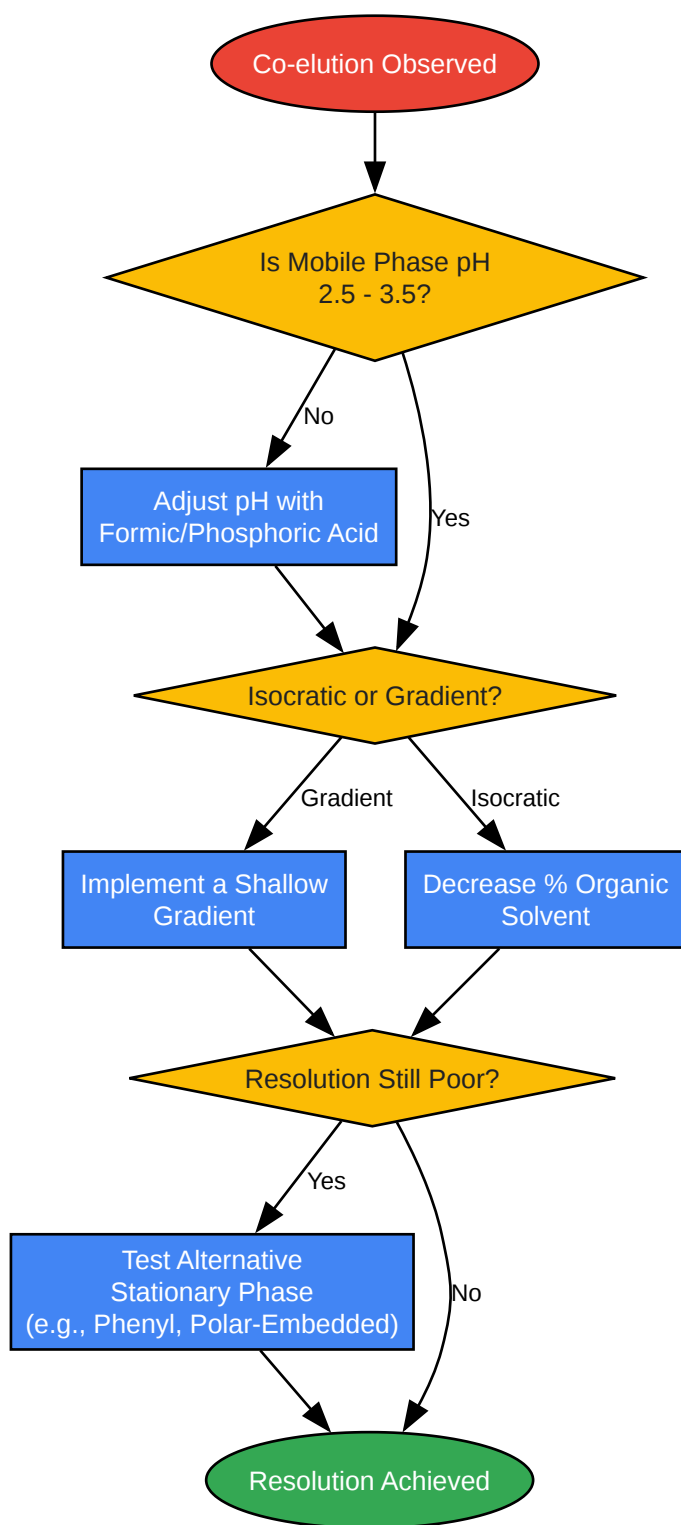 Co-elution Observed
Is Mobile Phase pH
2.5 - 3.5?
No
Adjust pH with
Formic/Phosphoric Acid
Yes
Isocratic or Gradient?
Gradient
Isocratic
Implement a Shallow
Gradient
Decrease % Organic
Solvent
Resolution Still Poor?
Yes
Test Alternative
Stationary Phase
(e.g., Phenyl, Polar-Embedded)
No
Resolution Achieved